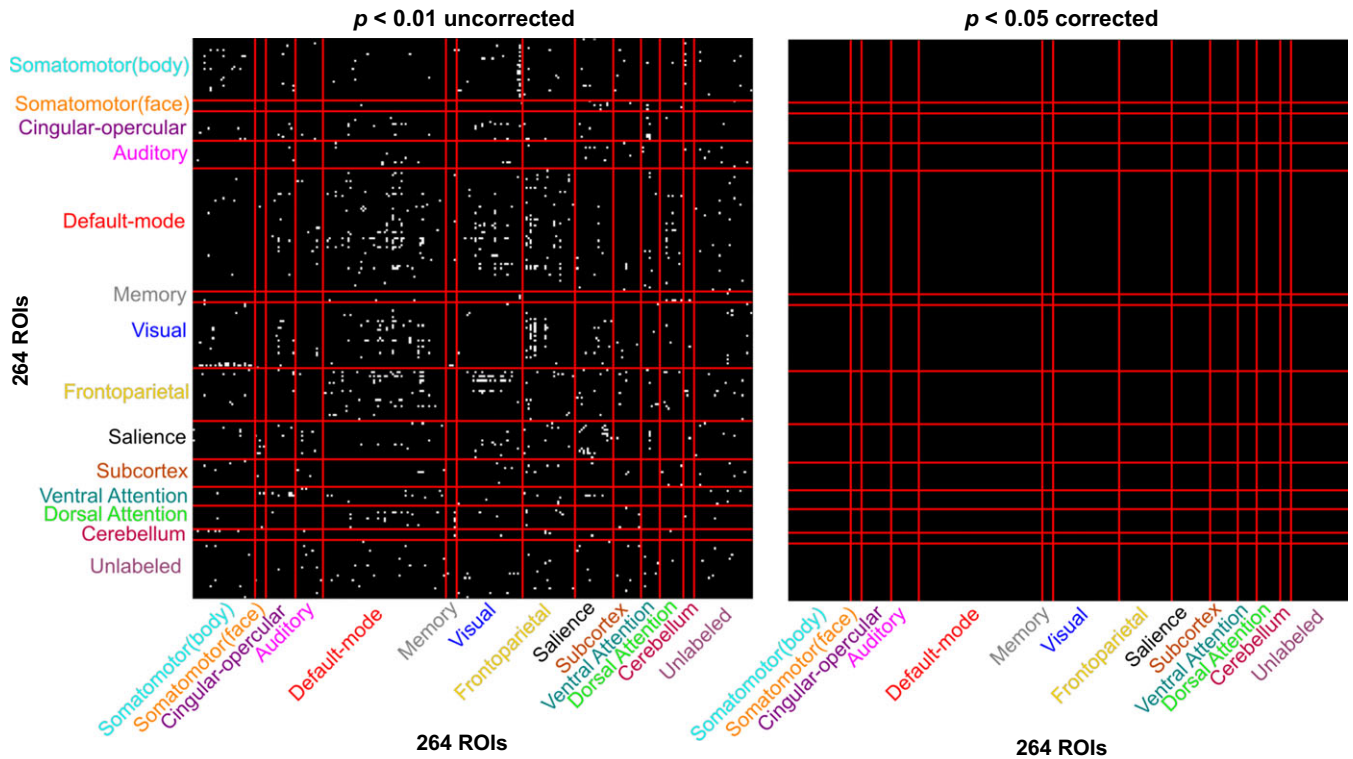 p < 0.01 uncorrected
p < 0.05 corrected
Somatomotor(body)
Somatomotor(face)
Cingular-opercular
Auditory
Default-mode
Memory
Visual
Frontoparietal
Salience
Subcortex
Ventral Attention
Dorsal Attention
Cerebellum
Unlabeled
264 ROIs
Somatomotor(body)
Somatomotor(face)
Cingular-opercular
Auditory
Default-mode
Memory
Visual
Frontoparietal
Salience
Subcortex
Ventral Attention
Dorsal Attention
Cerebellum
Unlabeled
264 ROIs
Somatomotor(body)
Somatomotor(face)
Cingular-opercular
Auditory
Default-mode
Memory
Visual
Frontoparietal
Salience
Subcortex
Ventral Attention
Dorsal Attention
Cerebellum
Unlabeled
264 ROIs